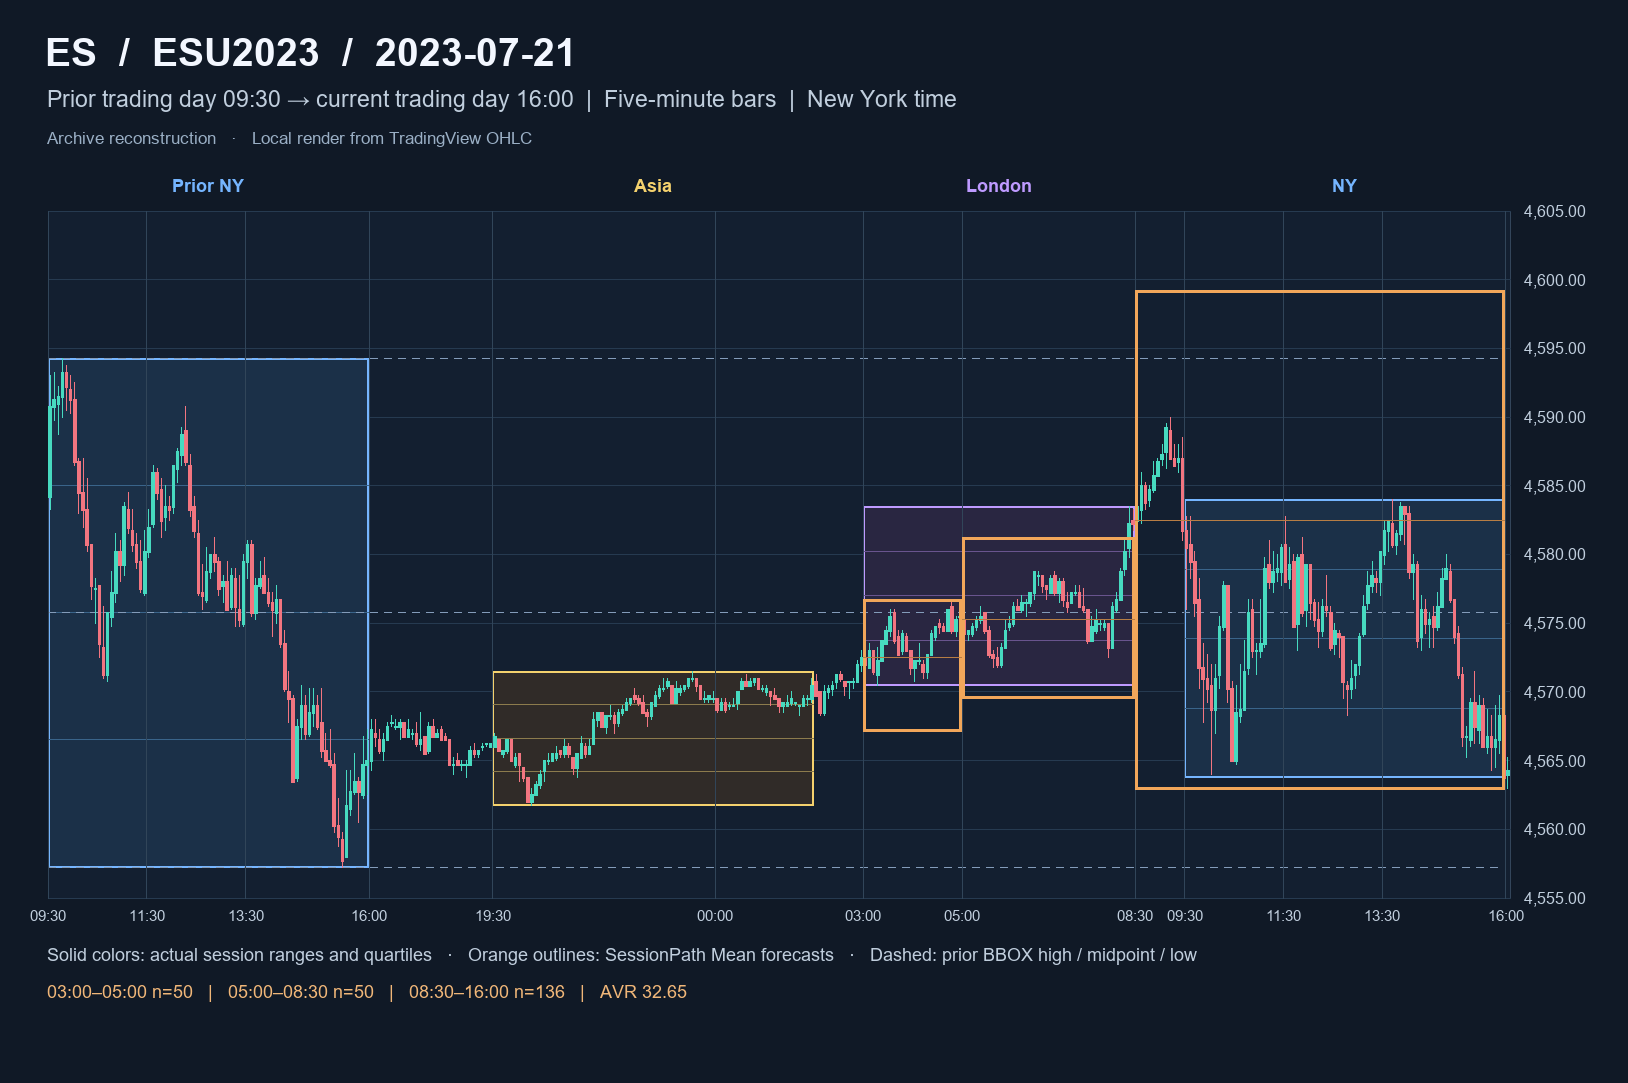 ES / ESU2023 / 2023-07-21
Prior trading day 09:30 → current trading day 16:00 | Five-minute bars | New York time
Archive reconstruction · Local render from TradingView OHLC
Prior NY Asia London NY
4,605.00
4,600.00
4,595.00
4,590.00
4,585.00
4,580.00
4,575.00
4,570.00
4,565.00
4,560.00
4,555.00
09:30 11:30 13:30 16:00 19:30 00:00 03:00 05:00 08:30 09:30 11:30 13:30 16:00
Solid colors: actual session ranges and quartiles · Orange outlines: SessionPath Mean forecasts · Dashed: prior BBOX high / midpoint / low
03:00–05:00 n=50 | 05:00–08:30 n=50 | 08:30–16:00 n=136 | AVR 32.65